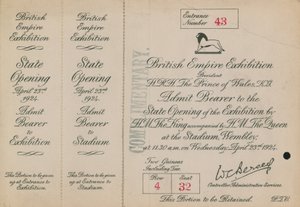 British
Empire
Exhibition
State
Opening
April 23rd
1924.
Admit
Bearer
to
Stadium
This Portion to be given
up at Entrance to
Exhibition.
British
Empire
Exhibition
State
Opening
April 23rd
1924.
Admit
Bearer
to
Stadium
This Portion to be given
up at Entrance to
Stadium.
COMPLIMENTARY.
Entrance
Number 43
British Empire Exhibition
President
H.R.H. The Prince of Wales, K.G.
Admit Bearer to the
State Opening of the Exhibition by
H.M. The King accompanied by H.M. The Queen
at the Stadium, Wembley,
at 11.30 a.m. on Wednesday, April 23rd 1924.
Two Guineas
Including Tax.
Row Seat
4 32
Controller Administrative Services.
This Portion to be Retained.
P.T.O.